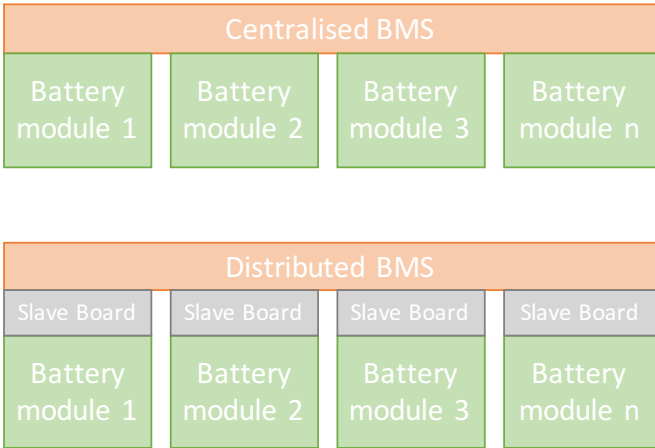 Centralised BMS
Battery module 1
Battery module 2
Battery module 3
Battery module n
Distributed BMS
Slave Board
Slave Board
Slave Board
Slave Board
Battery module 1
Battery module 2
Battery module 3
Battery module n